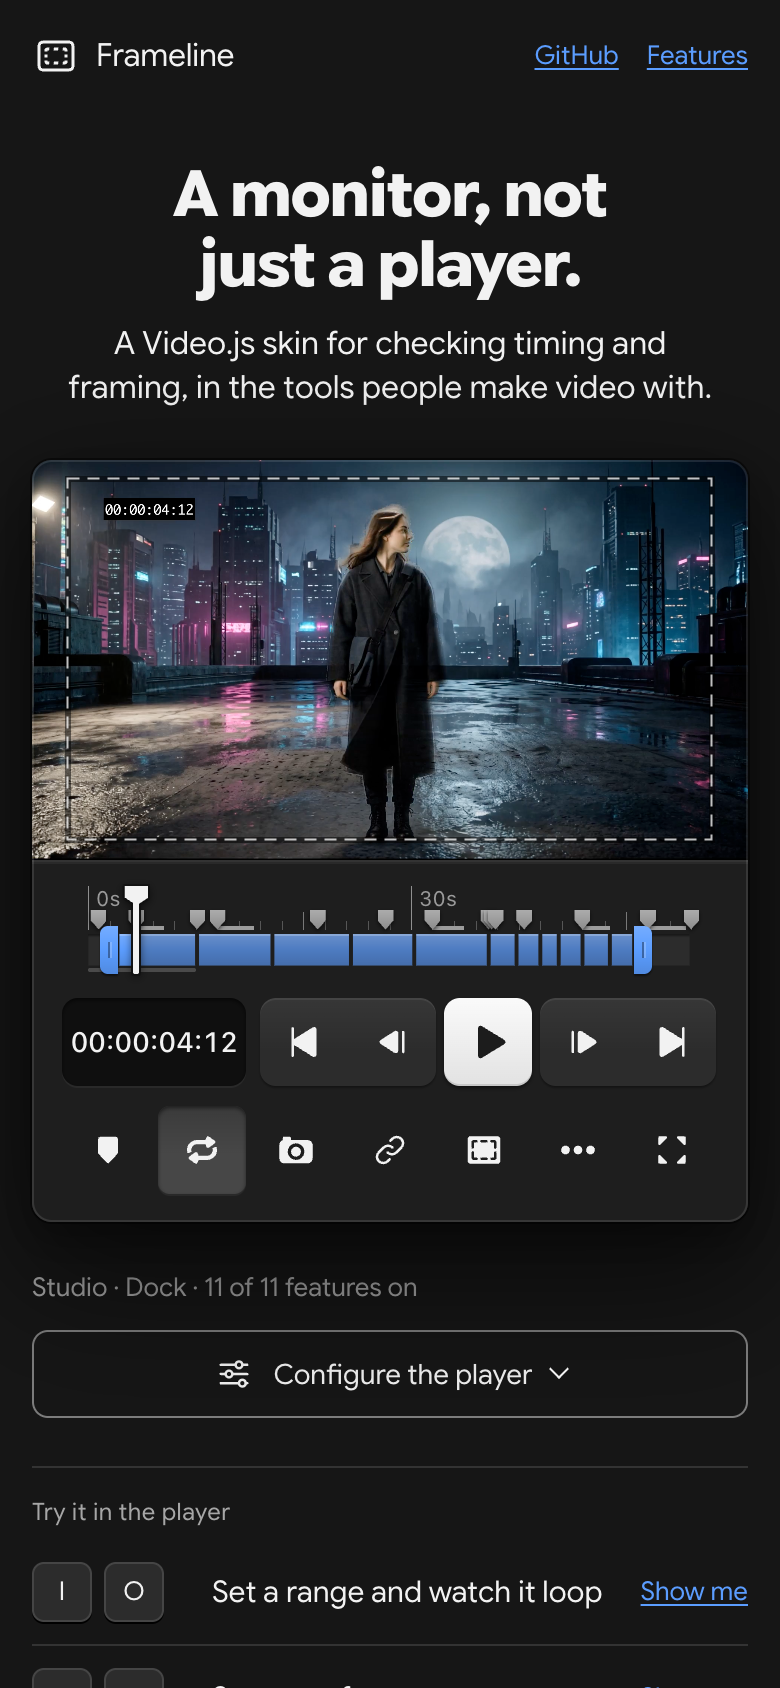 Frameline
GitHub Features
A monitor, not
just a player.
A Video.js skin for checking timing and
framing, in the tools people make video with.
00:00:04:12
0s 30s
00:00:04:12
Studio · Dock · 11 of 11 features on
Configure the player
Try it in the player
I O Set a range and watch it loop Show me